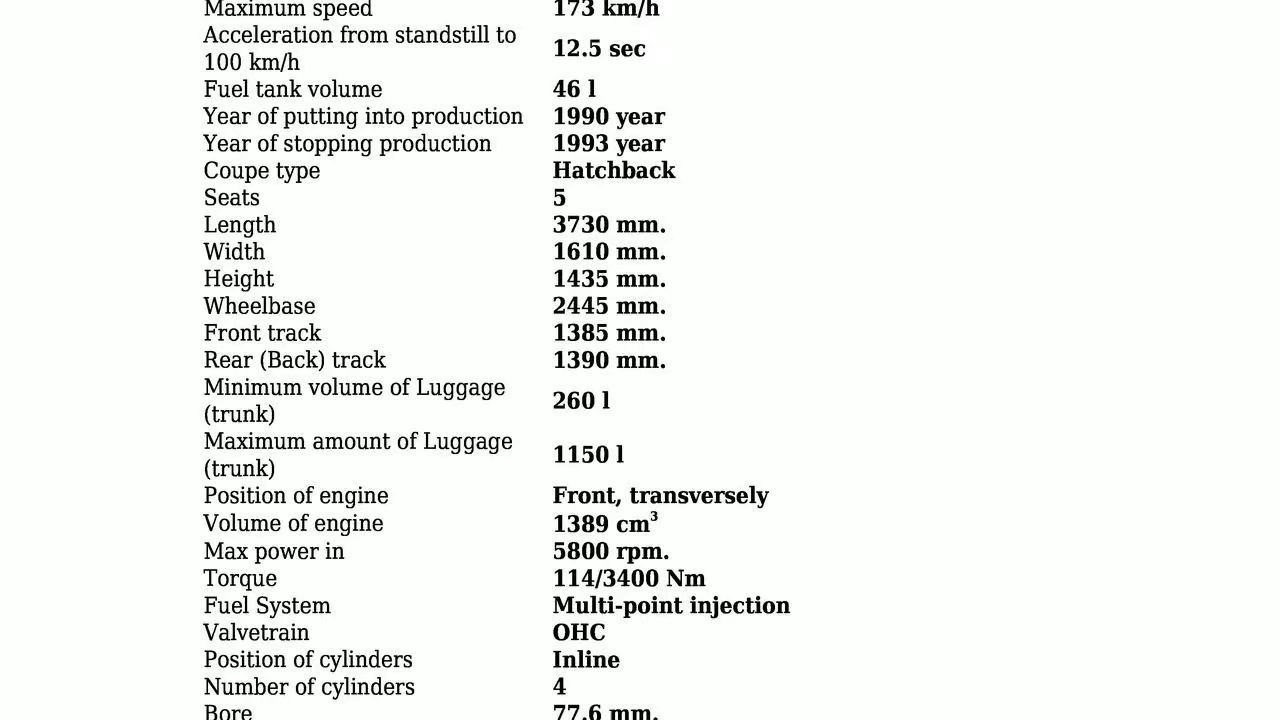 Maximum speed 173 km/h
Acceleration from standstill to
100 km/h 12.5 sec
Fuel tank volume 46 l
Year of putting into production 1990 year
Year of stopping production 1993 year
Coupe type Hatchback
Seats 5
Length 3730 mm.
Width 1610 mm.
Height 1435 mm.
Wheelbase 2445 mm.
Front track 1385 mm.
Rear (Back) track 1390 mm.
Minimum volume of Luggage
(trunk) 260 l
Maximum amount of Luggage
(trunk) 1150 l
Position of engine Front, transversely
Volume of engine 1389 cm³
Max power in 5800 rpm.
Torque 114/3400 Nm
Fuel System Multi-point injection
Valvetrain OHC
Position of cylinders Inline
Number of cylinders 4
Bore 77.6 mm.